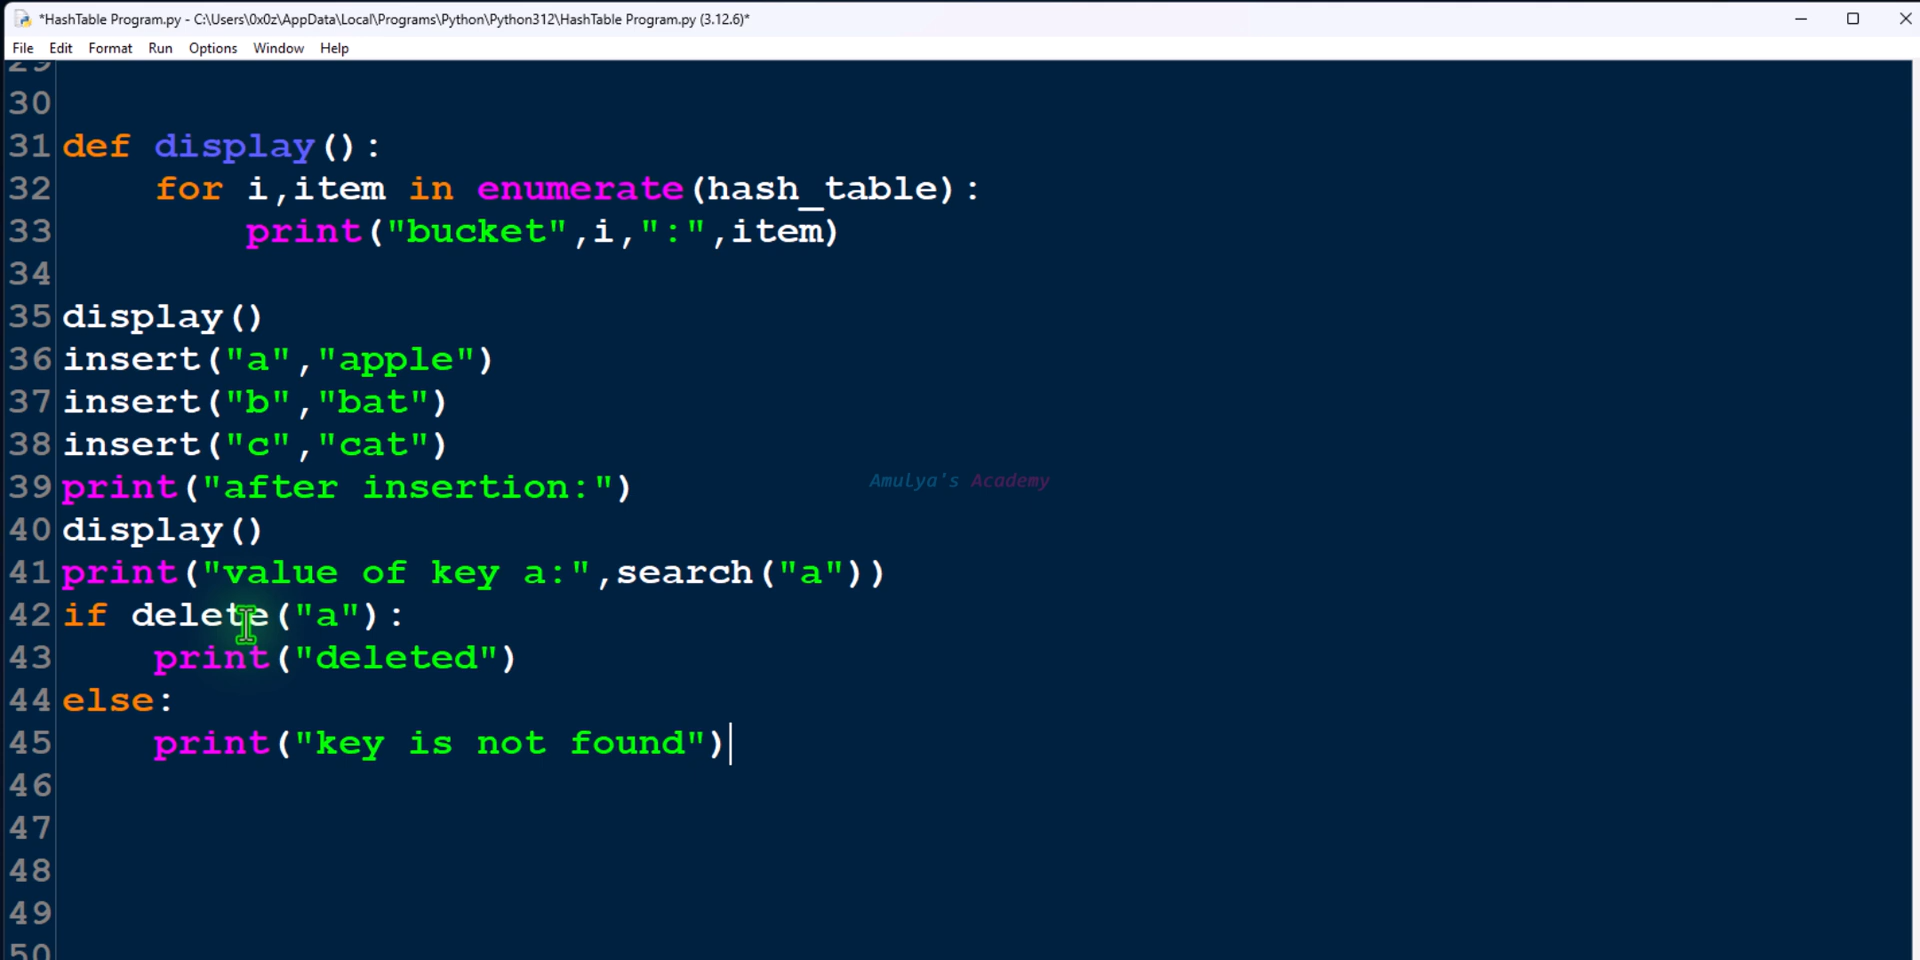 *HashTable Program.py - C:\Users\0x0z\AppData\Local\Programs\Python\Python312\HashTable Program.py (3.12.6)*
File Edit Format Run Options Window Help
29
30
31 def display():
32     for i,item in enumerate(hash_table):
33         print("bucket",i,":",item)
34
35 display()
36 insert("a","apple")
37 insert("b","bat")
38 insert("c","cat")
39 print("after insertion:")
Amulya's Academy
40 display()
41 print("value of key a:",search("a"))
42 if delete("a"):
43     print("deleted")
44 else:
45     print("key is not found")
46
47
48
49
50